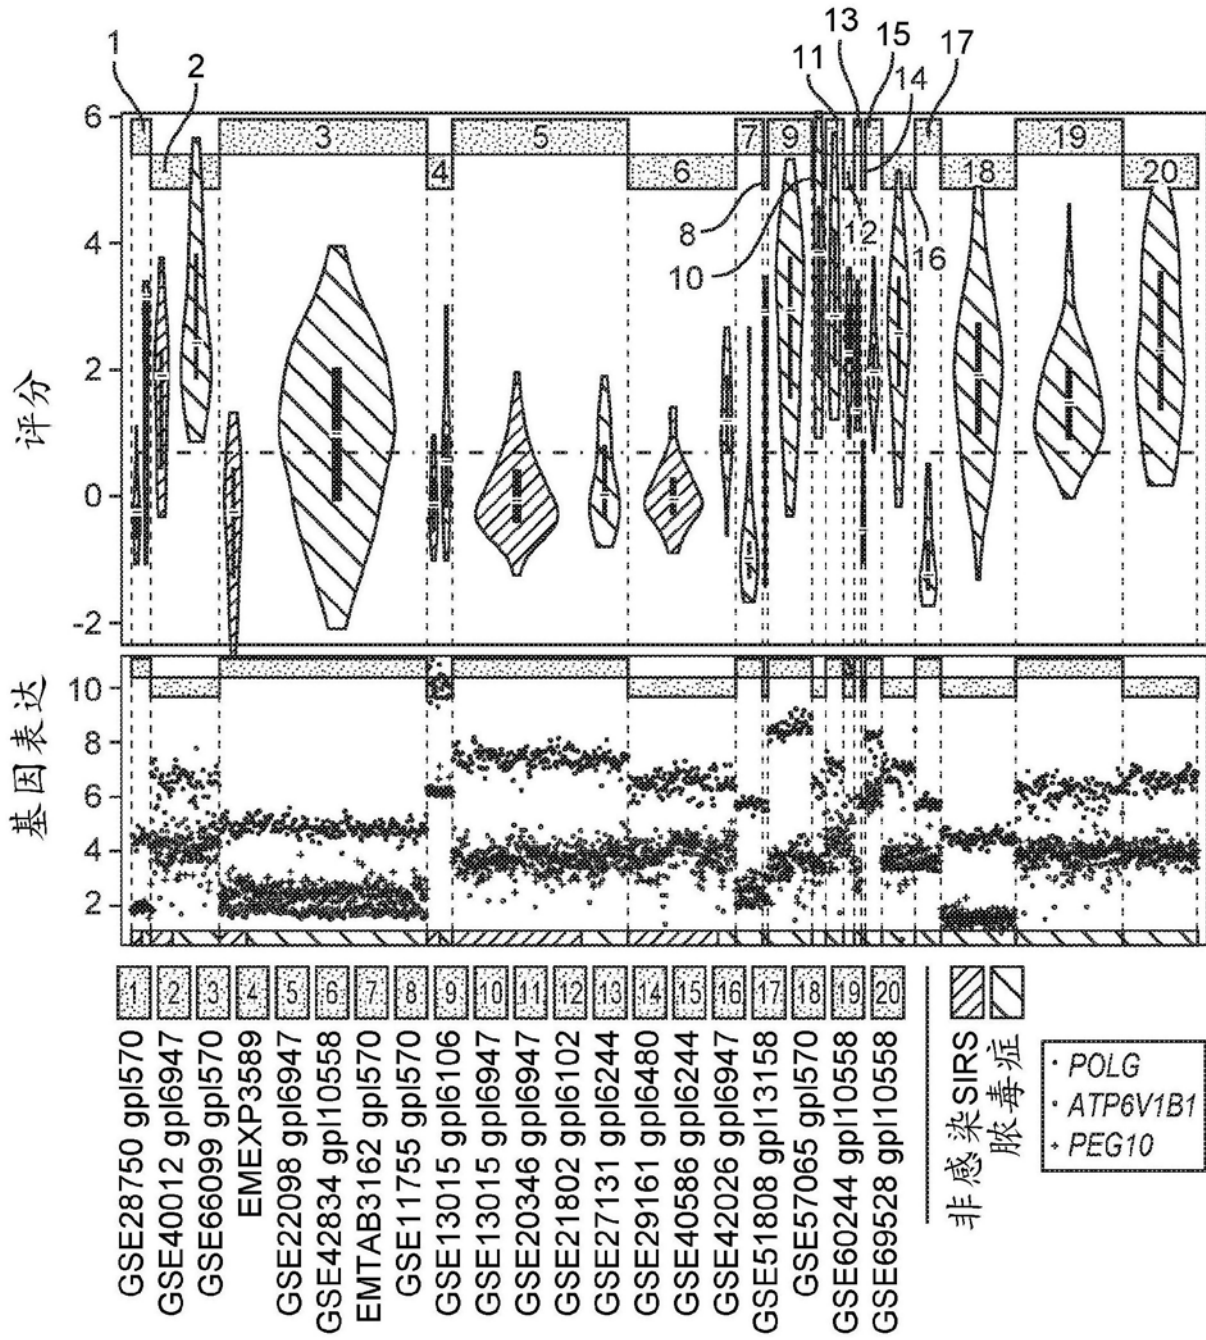 1
2
3
4
5
6
7
8
9
10
11
12
13
14
15
16
17
18
19
20
评分
6
4
2
0
-2
基因表达
10
8
6
4
2
GSE28750 gpl570 1
GSE40012 gpl6947 2
GSE66099 gpl570 3
EMEXP3589 4
GSE22098 gpl6947 5
GSE42834 gpl10558 6
EMTAB3162 gpl570 7
GSE11755 gpl570 8
GSE13015 gpl6106 9
GSE13015 gpl6947 10
GSE20346 gpl6947 11
GSE21802 gpl6102 12
GSE27131 gpl6244 13
GSE29161 gpl6480 14
GSE40586 gpl6244 15
GSE42026 gpl6947 16
GSE51808 gpl13158 17
GSE57065 gpl570 18
GSE60244 gpl10558 19
GSE69528 gpl10558 20
非感染SIRS
脓毒症
POLG
ATP6V1B1
PEG10